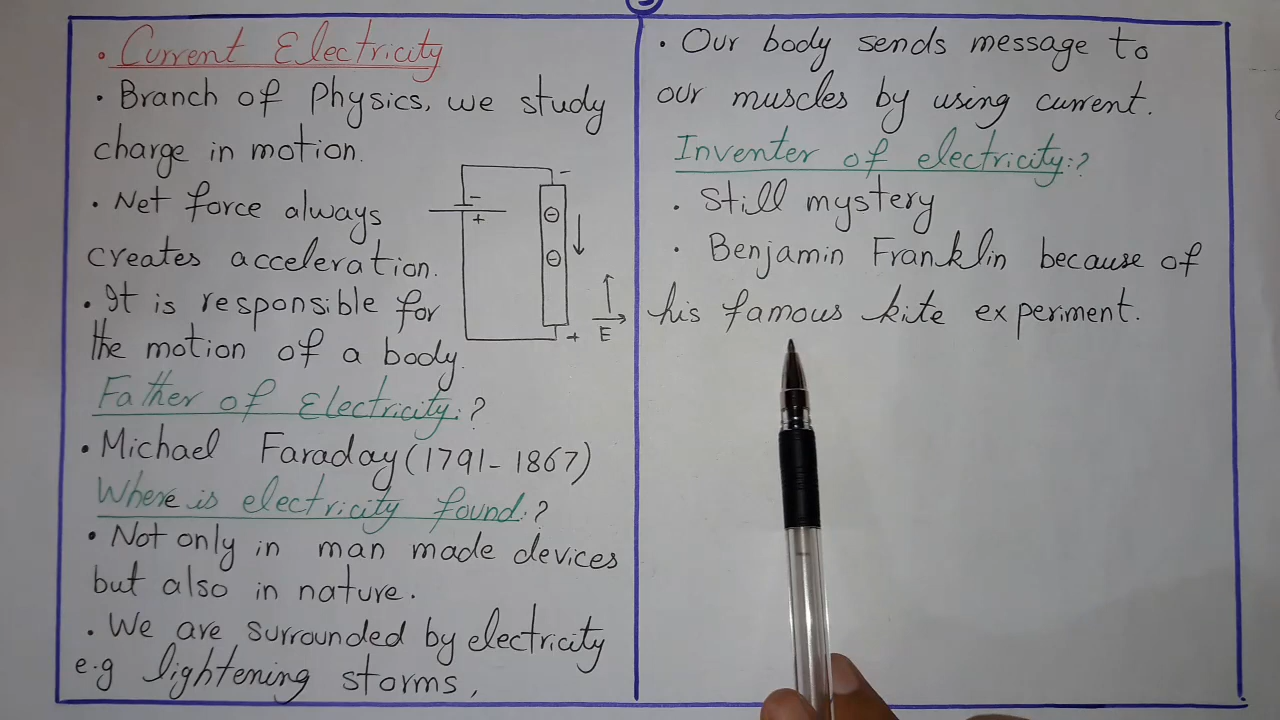 • Current Electricity
• Branch of Physics, we study
charge in motion.
• Net force always
creates acceleration.
• It is responsible for
the motion of a body.
Father of Electricity:?
• Michael Faraday (1791-1867)
Where is electricity found:?
• Not only in man made devices
but also in nature.
• We are surrounded by electricity
e.g lightening storms,
-
+
-
⊖
⊖
+
E
• Our body sends message to
our muscles by using current.
Inventer of electricity:?
• Still mystery
• Benjamin Franklin because of
his famous kite experiment.